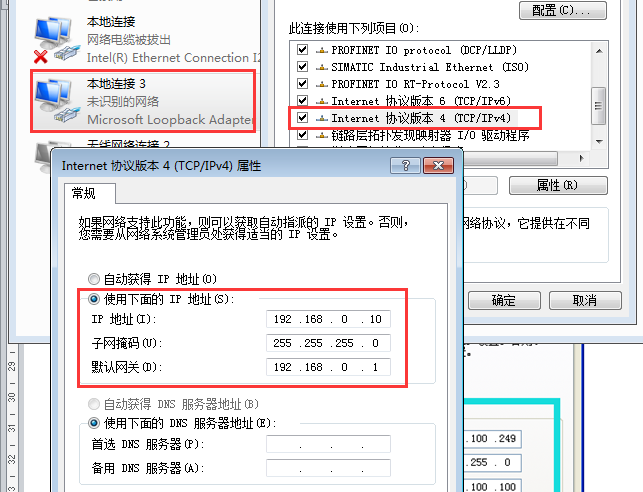 本地连接
网络电缆被拔出
Intel(R) Ethernet Connection I2
本地连接 3
未识别的网络
Microsoft Loopback Adapter
无线网络连接 2
配置(C)...
此连接使用下列项目(O):
PROFINET IO protocol (DCP/LLDP)
SIMATIC Industrial Ethernet (ISO)
PROFINET IO RT-Protocol V2.3
Internet 协议版本 6 (TCP/IPv6)
Internet 协议版本 4 (TCP/IPv4)
链路层拓扑发现映射器 I/O 驱动程序
属性(R)
网络协议，它提供在不同
确定
取消
Internet 协议版本 4 (TCP/IPv4) 属性
常规
如果网络支持此功能，则可以获取自动指派的 IP 设置。否则，
您需要从网络系统管理员处获得适当的 IP 设置。
自动获得 IP 地址(O)
使用下面的 IP 地址(S):
IP 地址(I):
192 .168 . 0 . 10
子网掩码(U):
255 .255 .255 . 0
默认网关(D):
192 .168 . 0 . 1
自动获得 DNS 服务器地址(B)
使用下面的 DNS 服务器地址(E):
首选 DNS 服务器(P):
. . .
备用 DNS 服务器(A):
. . .
29
30
31
32
33
.100 .249
.255 . 0
.100 .100